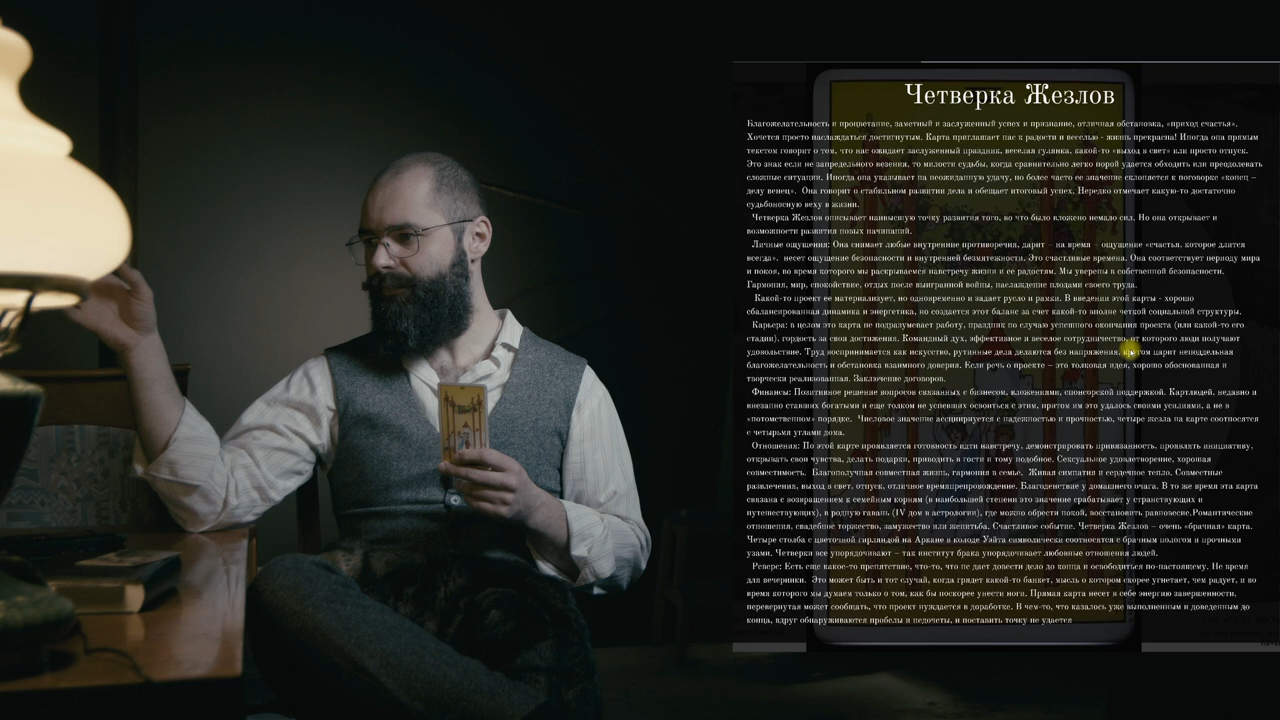 Четверка Жезлов
Благожелательность и процветание, заметный и заслуженный успех и признание, отличная обстановка, «приход счастья».
Хочется просто наслаждаться достигнутым. Карта приглашает нас к радости и веселью - жизнь прекрасна! Иногда она прямым
текстом говорит о том, что нас ожидает заслуженный праздник, веселая гулянка, какой-то «выход в свет» или просто отпуск.
Это знак если не запредельного везения, то милости судьбы, когда сравнительно легко порой удается обходить или преодолевать
сложные ситуации. Иногда она указывает на неожиданную удачу, но более часто ее значение склоняется к поговорке «конец –
делу венец». Она говорит о стабильном развитии дела и обещает итоговый успех. Нередко отмечает какую-то достаточно
судьбоносную веху в жизни.
Четверка Жезлов описывает наивысшую точку развития того, во что было вложено немало сил. Но она открывает и
возможности развития новых начинаний.
Личные ощущения: Она снимает любые внутренние противоречия, дарит – на время – ощущение «счастья, которое длится
всегда». несет ощущение безопасности и внутренней безмятежности. Это счастливые времена. Она соответствует периоду мира
и покоя, во время которого мы раскрываемся навстречу жизни и ее радостям. Мы уверены в собственной безопасности.
Гармония, мир, спокойствие, отдых после выигранной войны, наслаждение плодами своего труда.
Какой-то проект ее материализует, но одновременно и задает русло и рамки. В введении этой карты - хорошо
сбалансированная динамика и энергетика, но создается этот баланс за счет какой-то вполне четкой социальной структуры.
Карьера: в целом это карта не подразумевает работу, праздник по случаю успешного окончания проекта (или какой-то его
стадии), гордость за свои достижения. Командный дух, эффективное и веселое сотрудничество, от которого люди получают
удовольствие. Труд воспринимается как искусство, рутинные дела делаются без напряжения, кругом царит неподдельная
благожелательность и обстановка взаимного доверия. Если речь о проекте – это толковая идея, хорошо обоснованная и
творчески реализованная. Заключение договоров.
Финансы: Позитивное решение вопросов связанных с бизнесом, вложениями, спонсорской поддержкой. Картлюдей, недавно и
внезапно ставших богатыми и еще толком не успевших освоиться с этим, притом им это удалось своими усилиями, а не в
«потомственном» порядке. Числовое значение ассоциируется с надежностью и прочностью, четыре жезла на карте соотносятся
с четырьмя углами дома.
Отношения: По этой карте проявляется готовность идти навстречу, демонстрировать привязанность, проявлять инициативу,
открывать свои чувства, делать подарки, приводить в гости и тому подобное. Сексуальное удовлетворение, хорошая
совместимость. Благополучная совместная жизнь, гармония в семье. Живая симпатия и сердечное тепло. Совместные
развлечения, выход в свет, отпуск, отличное времяпрепровождение. Благоденствие у домашнего очага. В то же время эта карта
связана с возвращением к семейным корням (в наибольшей степени это значение срабатывает у странствующих и
путешествующих), в родную гавань (IV дом в астрологии), где можно обрести покой, восстановить равновесие.Романтические
отношения, свадебное торжество, замужество или женитьба. Счастливое событие. Четверка Жезлов – очень «брачная» карта.
Четыре столба с цветочной гирляндой на Аркане в колоде Уэйта символически соотносятся с брачным пологом и прочными
узами. Четверки все упорядочивают – так институт брака упорядочивает любовные отношения людей.
Реверс: Есть еще какое-то препятствие, что-то, что не дает довести дело до конца и освободиться по-настоящему. Не время
для вечеринки. Это может быть и тот случай, когда грядет какой-то банкет, мысль о котором скорее угнетает, чем радует, и во
время которого мы думаем только о том, как бы поскорее унести ноги. Прямая карта несет в себе энергию завершенности,
перевернутая может сообщать, что проект нуждается в доработке. В чем-то, что казалось уже выполненным и доведенным до
конца, вдруг обнаруживаются пробелы и недочеты, и поставить точку не удается